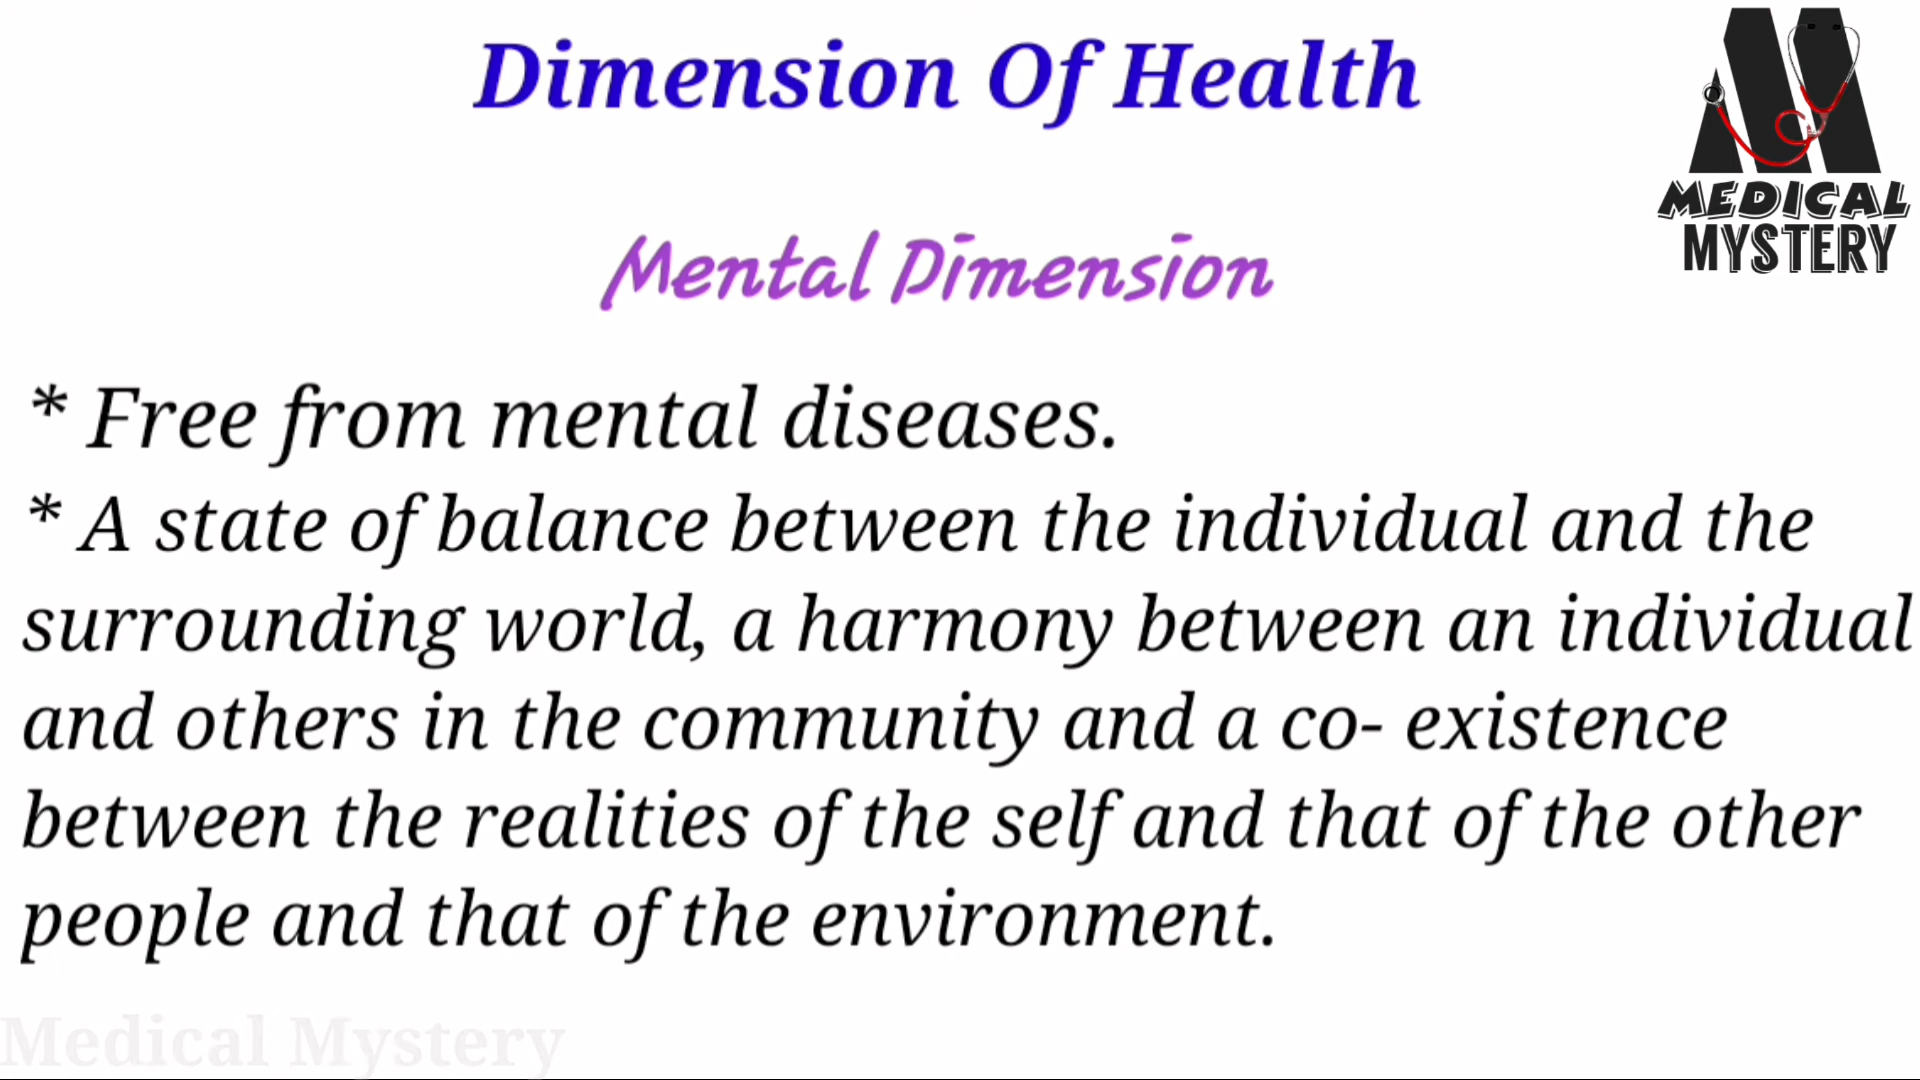 Dimension Of Health
MEDICAL
MYSTERY
Mental Dimension
* Free from mental diseases.
* A state of balance between the individual and the
surrounding world, a harmony between an individual
and others in the community and a co- existence
between the realities of the self and that of the other
people and that of the environment.
Medical Mystery